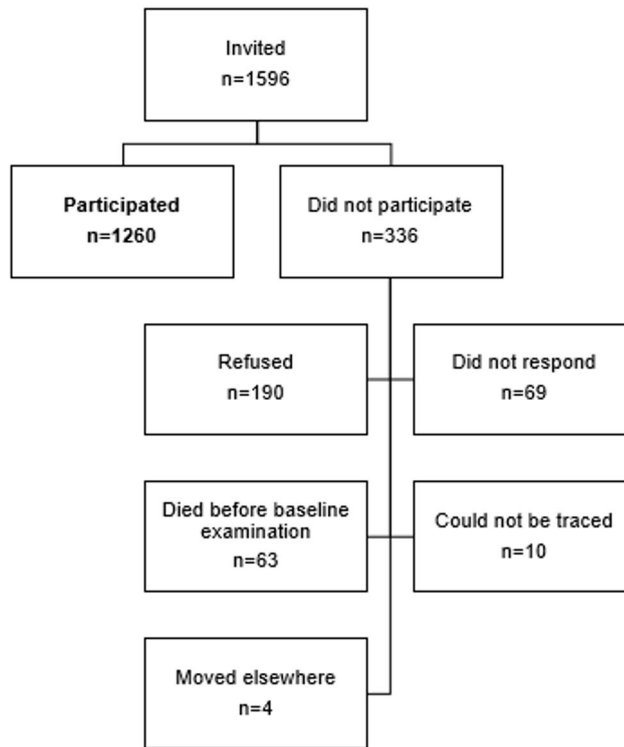 Invited
n=1596
Participated
n=1260
Did not participate
n=336
Refused
n=190
Did not respond
n=69
Died before baseline
examination
n=63
Could not be traced
n=10
Moved elsewhere
n=4